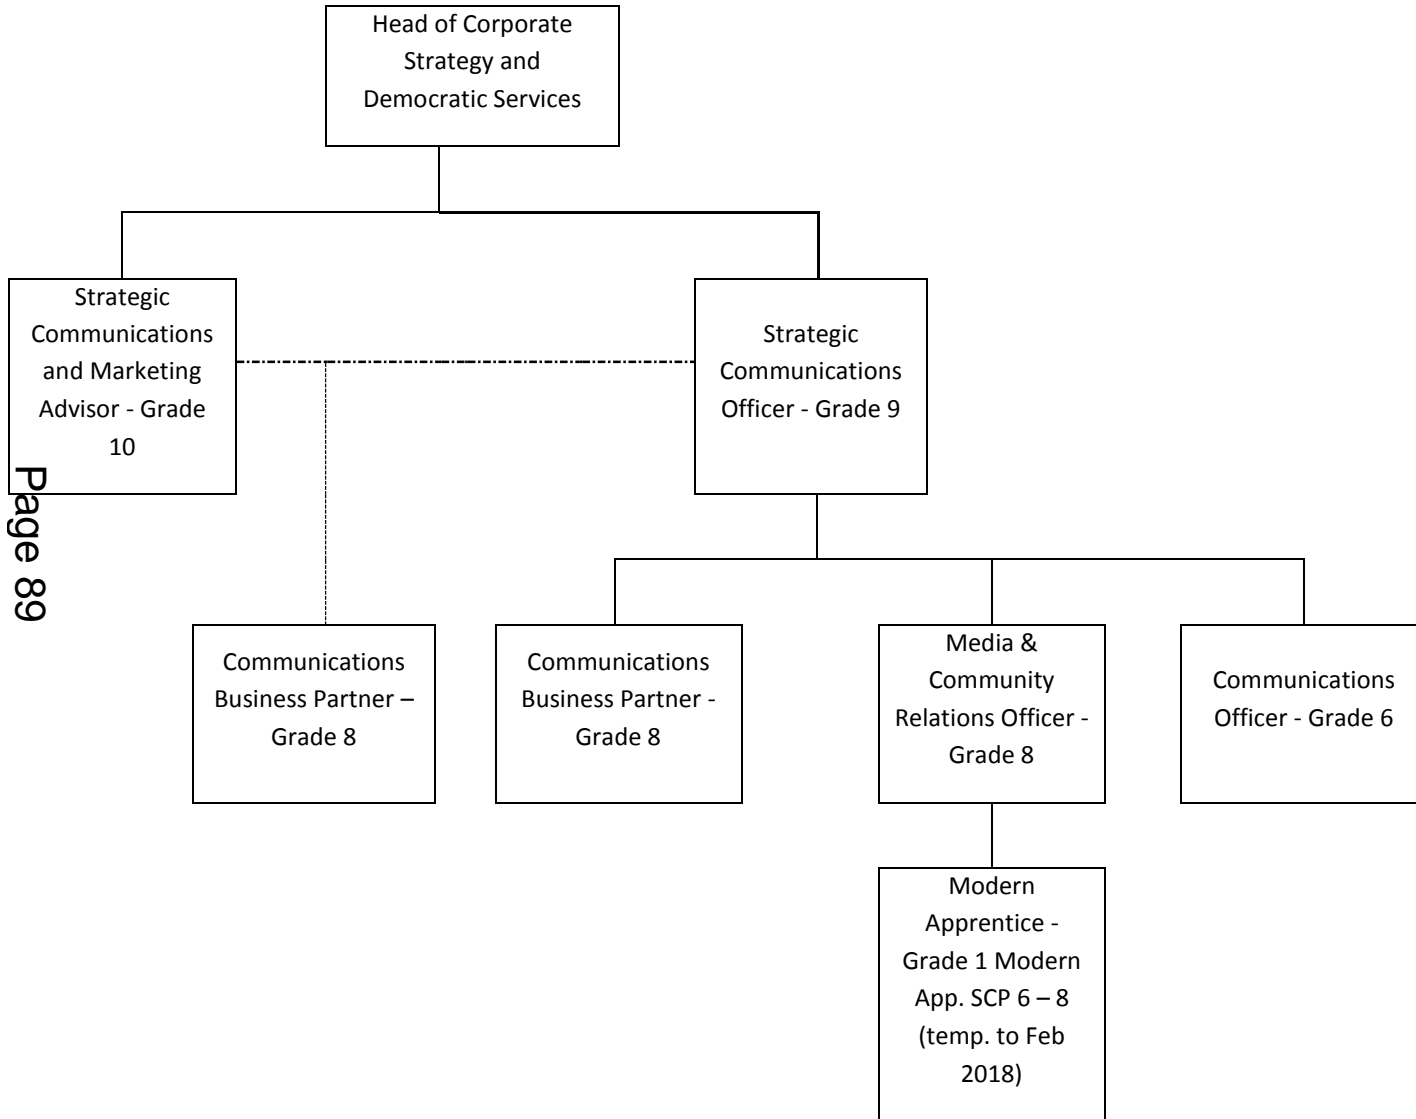 Head of Corporate
Strategy and
Democratic Services
Strategic
Communications
and Marketing
Advisor - Grade
10
Strategic
Communications
Officer - Grade 9
Page 89
Communications
Business Partner –
Grade 8
Communications
Business Partner -
Grade 8
Media &
Community
Relations Officer -
Grade 8
Communications
Officer - Grade 6
Modern
Apprentice -
Grade 1 Modern
App. SCP 6 – 8
(temp. to Feb
2018)